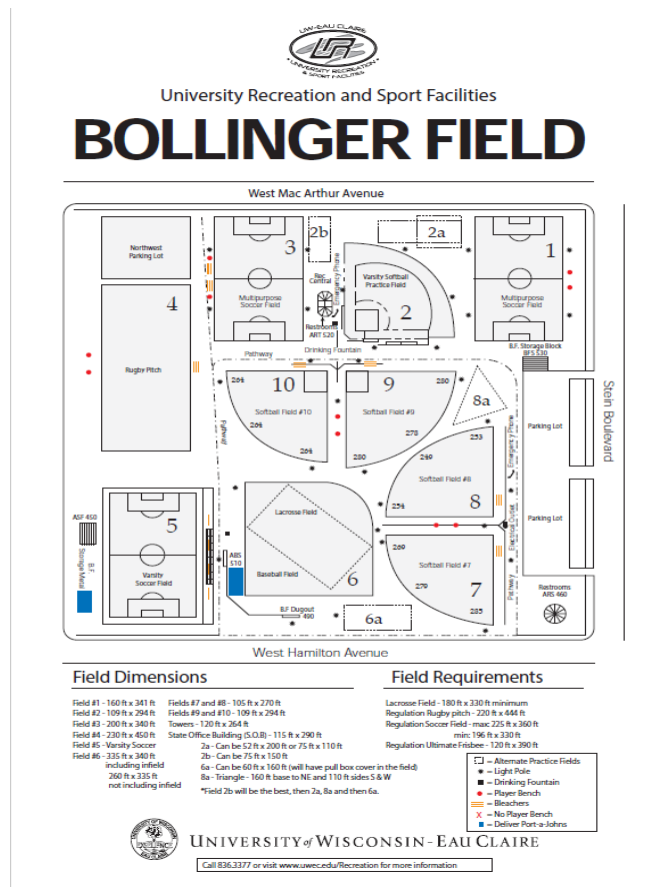 UW-EAU CLAIRE
UR
UNIVERSITY RECREATION
& SPORT FACILITIES
University Recreation and Sport Facilities
BOLLINGER FIELD
West Mac Arthur Avenue
Northwest
Parking Lot
3
2b
2a
1
Rec
Central
Emergency Phone
Varsity Softball
Practice Field
4
Multipurpose
Soccer Field
2
Multipurpose
Soccer Field
Restrooms
ART 520
Drinking Fountain
Pathway
B.F. Storage Block
BFS 530
Rugby Pitch
264
10
9
280
8a
Stein Boulevard
Softball Field #10
Softball Field #9
Parking Lot
264
Pathway
278
253
264
280
249
Emergency Phone
Softball Field #8
Lacrosse Field
254
8
ASF 450
5
Parking Lot
Electrical Outlet
B.F.
Storage Metal
269
ABS
510
Softball Field #7
Varsity
Soccer Field
Baseball Field
6
279
7
Pathway
Restrooms
ARS 460
B.F Dugout
490
285
6a
West Hamilton Avenue
Field Dimensions
Field #1 - 160 ft x 341 ft
Field #2 - 109 ft x 294 ft
Field #3 - 200 ft x 340 ft
Field #4 - 230 ft x 450 ft
Field #5 - Varsity Soccer
Field #6 - 335 ft x 340 ft
including infield
260 ft x 335 ft
not including infield
Fields #7 and #8 - 105 ft x 270 ft
Fields #9 and #10 - 109 ft x 294 ft
Towers - 120 ft x 264 ft
State Office Building (S.O.B) - 115 ft x 290 ft
2a - Can be 52 ft x 200 ft or 75 ft x 110 ft
2b - Can be 75 ft x 150 ft
6a - Can be 60 ft x 160 ft (will have pull box cover in the field)
8a - Triangle - 160 ft base to NE and 110 ft sides S & W
*Field 2b will be the best, then 2a, 8a and then 6a.
Field Requirements
Lacrosse Field - 180 ft x 330 ft minimum
Regulation Rugby pitch - 220 ft x 444 ft
Regulation Soccer Field - max: 225 ft x 360 ft
min: 196 ft x 330 ft
Regulation Ultimate Frisbee - 120 ft x 390 ft
= Alternate Practice Fields
= Light Pole
= Drinking Fountain
= Player Bench
= Bleachers
X = No Player Bench
= Deliver Port-a-Johns
UNIVERSITY of WISCONSIN - EAU CLAIRE
Call 836.3377 or visit www.uwec.edu/Recreation for more information